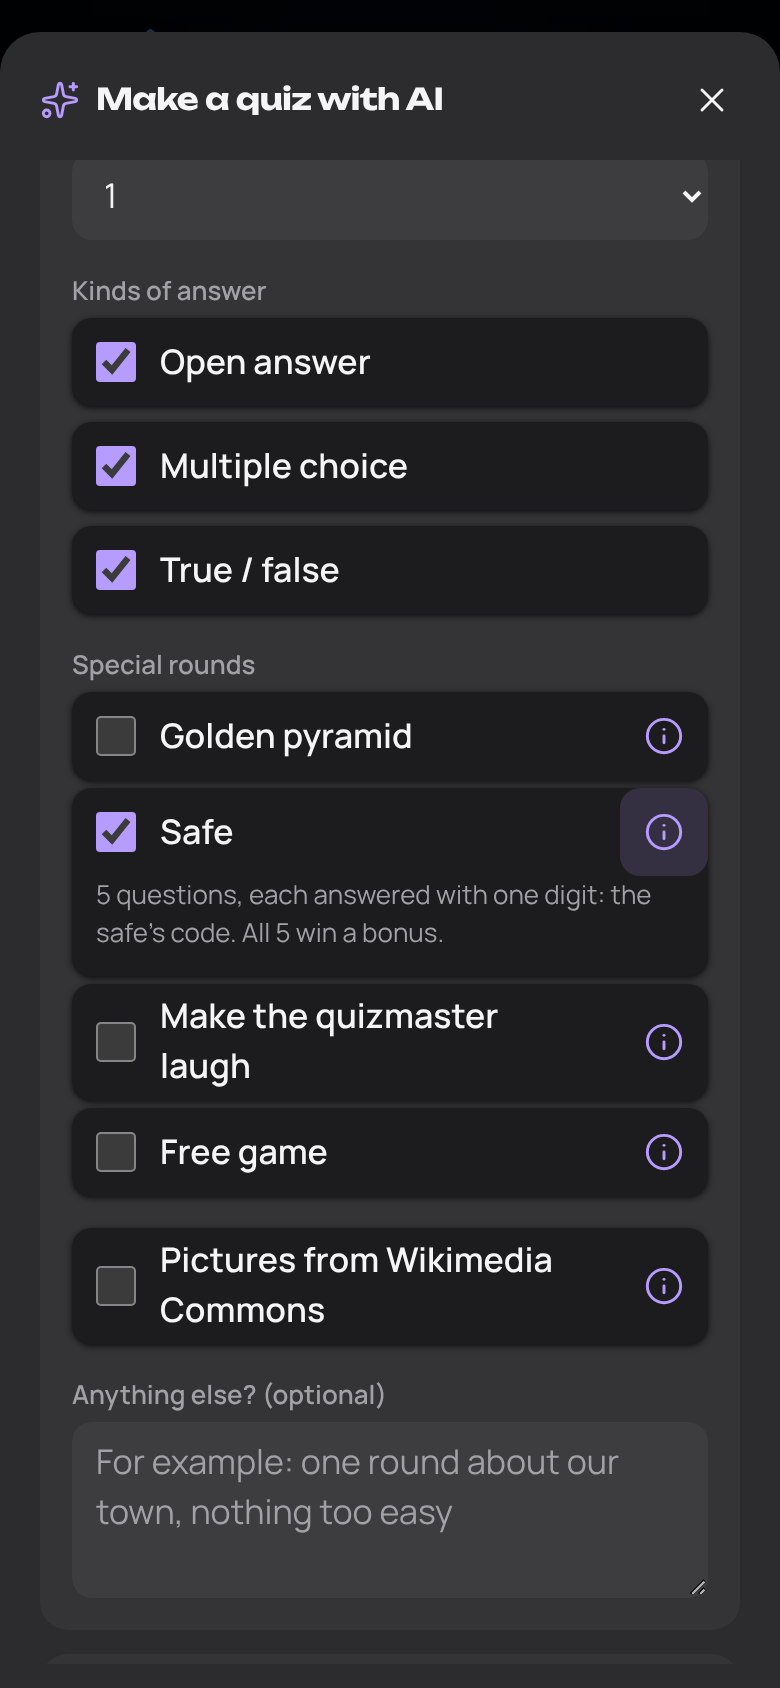 Make a quiz with AI
1
Kinds of answer
Open answer
Multiple choice
True / false
Special rounds
Golden pyramid
Safe
5 questions, each answered with one digit: the
safe's code. All 5 win a bonus.
Make the quizmaster
laugh
Free game
Pictures from Wikimedia
Commons
Anything else? (optional)
For example: one round about our
town, nothing too easy